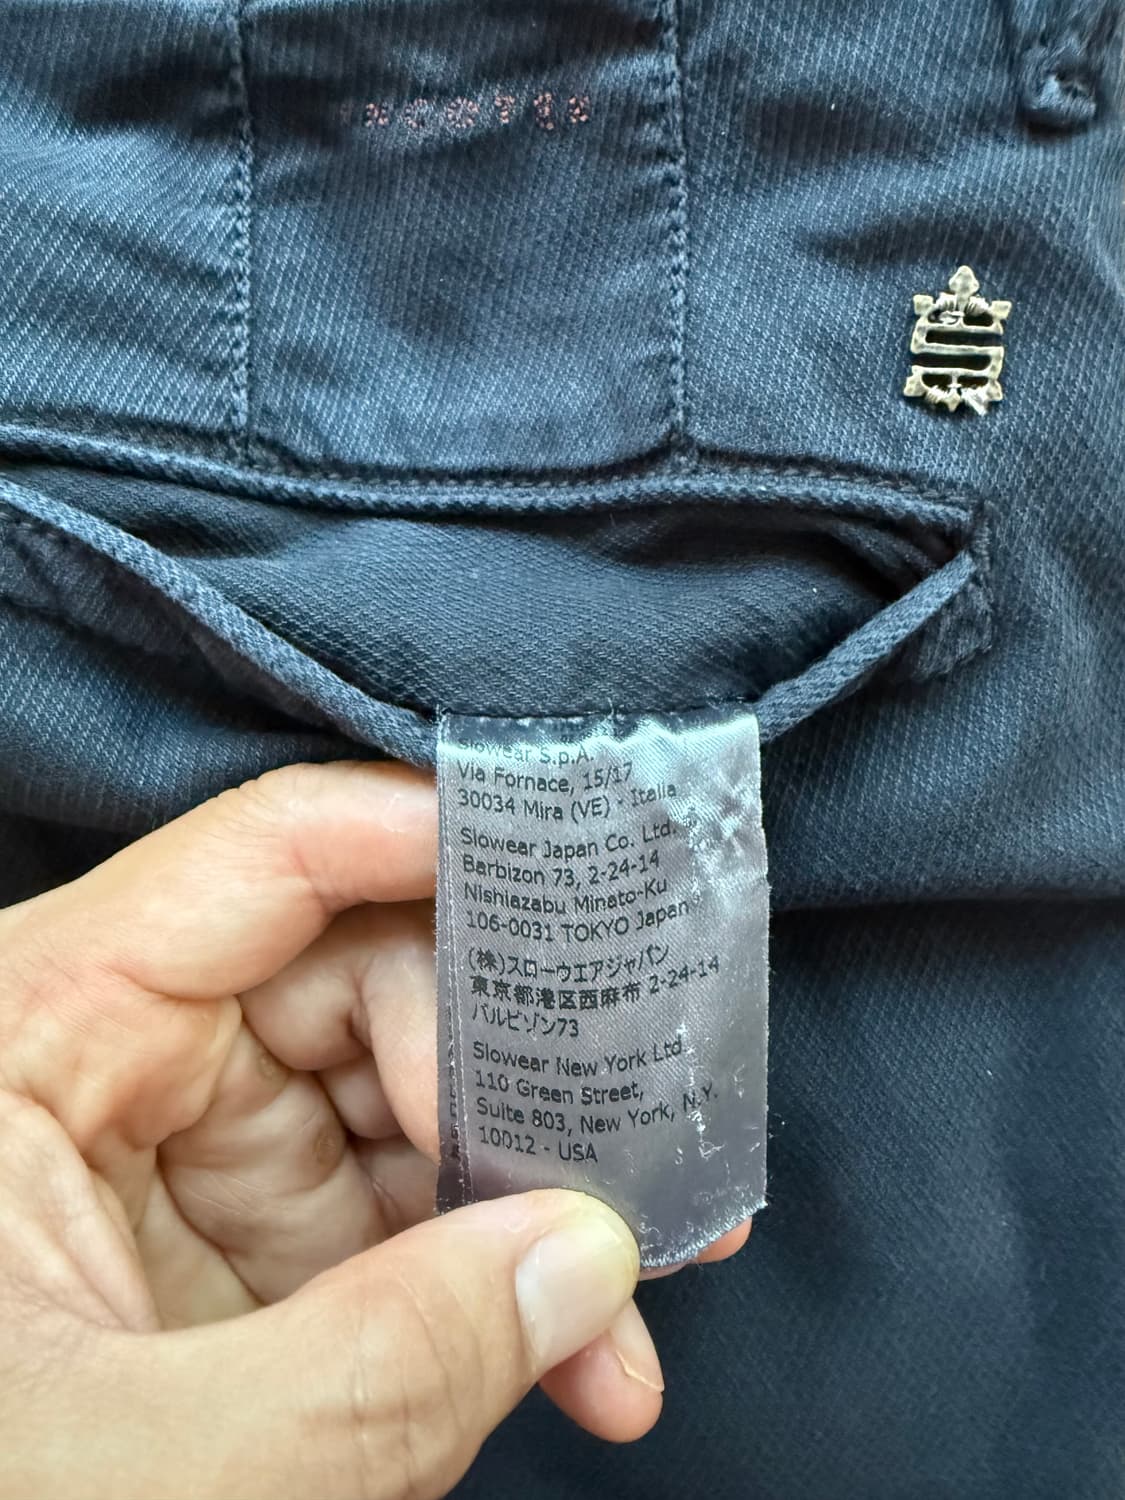 INCOTEX
Slowear S.p.A.
Via Fornace, 15/17
30034 Mira (VE) - Italia
Slowear Japan Co. Ltd.
Barbizon 73, 2-24-14
Nishiazabu Minato-Ku
106-0031 TOKYO Japan
(株)スローウエアジャパン
東京都港区西麻布 2-24-14
バルビゾン73
Slowear New York Ltd
110 Green Street,
Suite 803, New York, N.Y.
10012 - USA